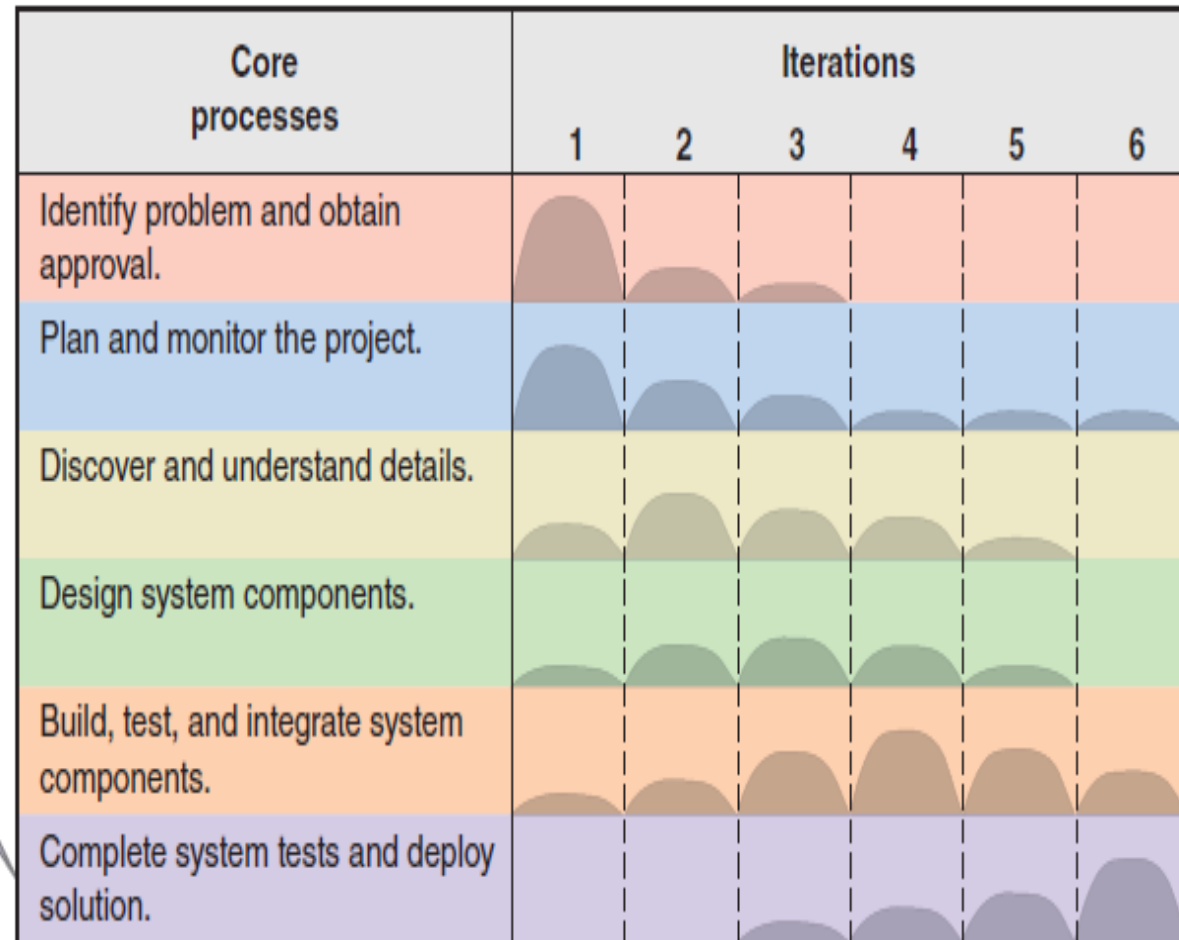 Core
processes
Iterations
1 2 3 4 5 6
Identify problem and obtain
approval.
Plan and monitor the project.
Discover and understand details.
Design system components.
Build, test, and integrate system
components.
Complete system tests and deploy
solution.